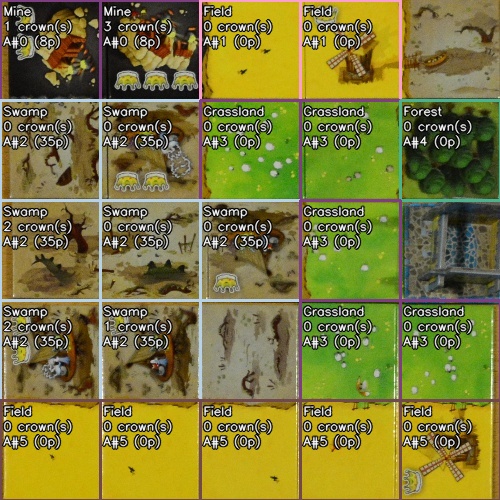 Mine
1 crown(s)
A#0 (8p)
Mine
3 crown(s)
A#0 (8p)
Field
0 crown(s)
A#1 (0p)
Field
0 crown(s)
A#1 (0p)
Swamp
0 crown(s)
A#2 (35p)
Swamp
0 crown(s)
A#2 (35p)
Grassland
0 crown(s)
A#3 (0p)
Grassland
0 crown(s)
A#3 (0p)
Forest
0 crown(s)
A#4 (0p)
Swamp
2 crown(s)
A#2 (35p)
Swamp
0 crown(s)
A#2 (35p)
Swamp
0 crown(s)
A#2 (35p)
Grassland
0 crown(s)
A#3 (0p)
Swamp
2 crown(s)
A#2 (35p)
Swamp
1 crown(s)
A#2 (35p)
Grassland
0 crown(s)
A#3 (0p)
Grassland
0 crown(s)
A#3 (0p)
Field
0 crown(s)
A#5 (0p)
Field
0 crown(s)
A#5 (0p)
Field
0 crown(s)
A#5 (0p)
Field
0 crown(s)
A#5 (0p)
Field
0 crown(s)
A#5 (0p)